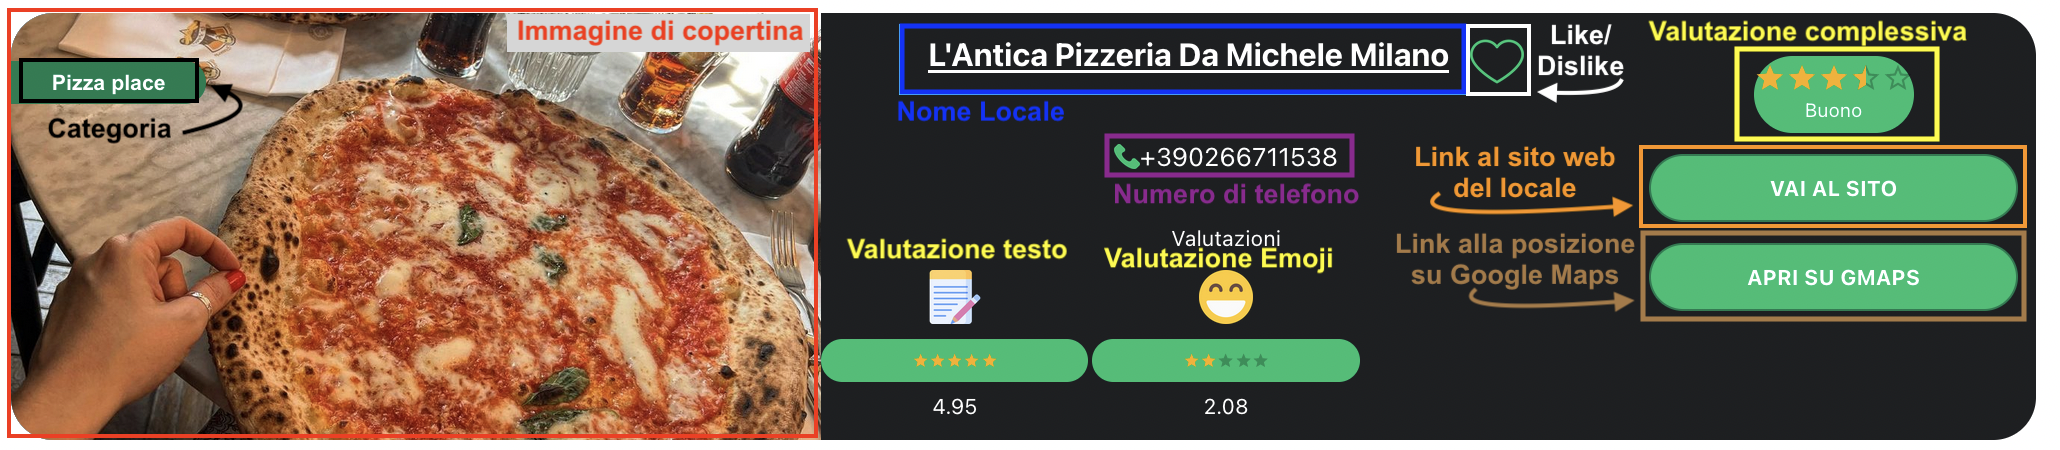 Immagine di copertina
Pizza place
Categoria
L'Antica Pizzeria Da Michele Milano
Nome Locale
Like/
Dislike
Valutazione complessiva
Buono
+390266711538
Numero di telefono
Link al sito web
del locale
VAI AL SITO
Link alla posizione
su Google Maps
APRI SU GMAPS
Valutazioni
Valutazione testo
Valutazione Emoji
4.95
2.08